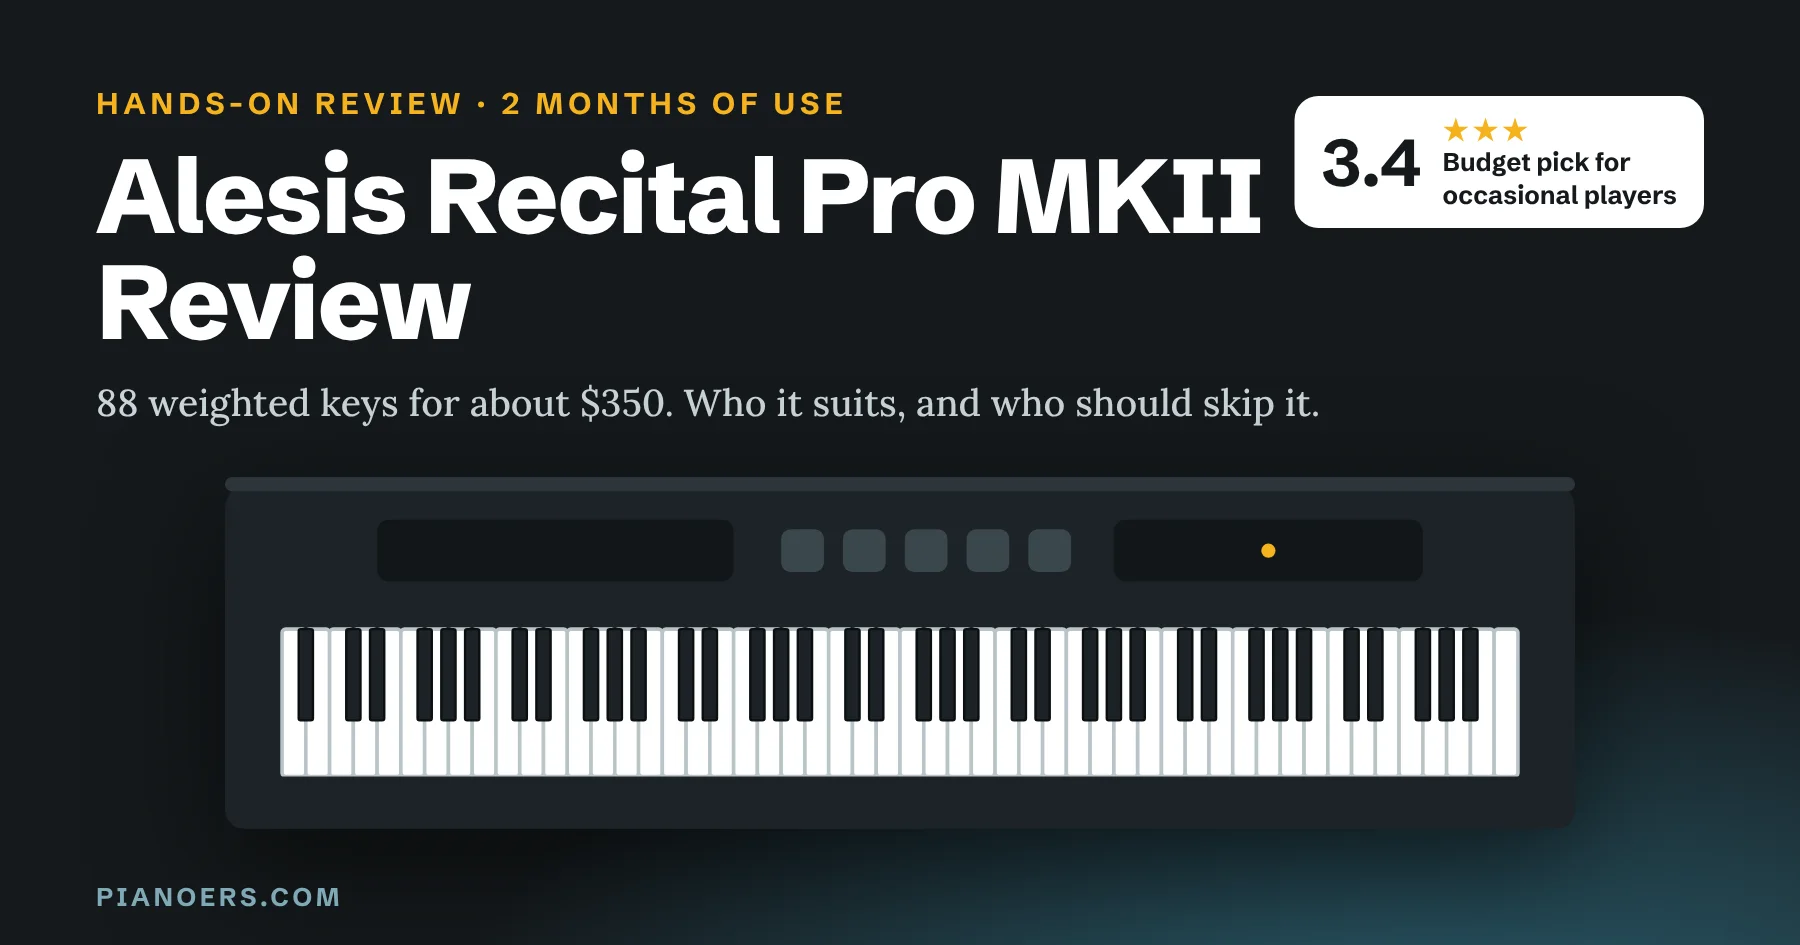 HANDS-ON REVIEW · 2 MONTHS OF USE
Alesis Recital Pro MKII
Review
3.4
★★★
Budget pick for
occasional players
88 weighted keys for about $350. Who it suits, and who should skip it.
PIANOERS.COM